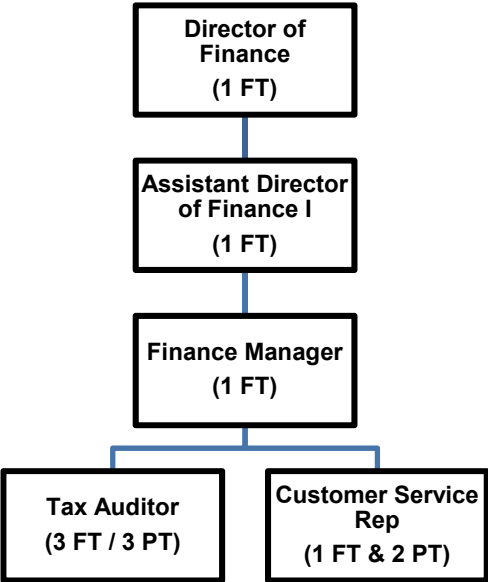 Director of
Finance
(1 FT)
Assistant Director
of Finance I
(1 FT)
Finance Manager
(1 FT)
Tax Auditor
(3 FT / 3 PT)
Customer Service
Rep
(1 FT & 2 PT)